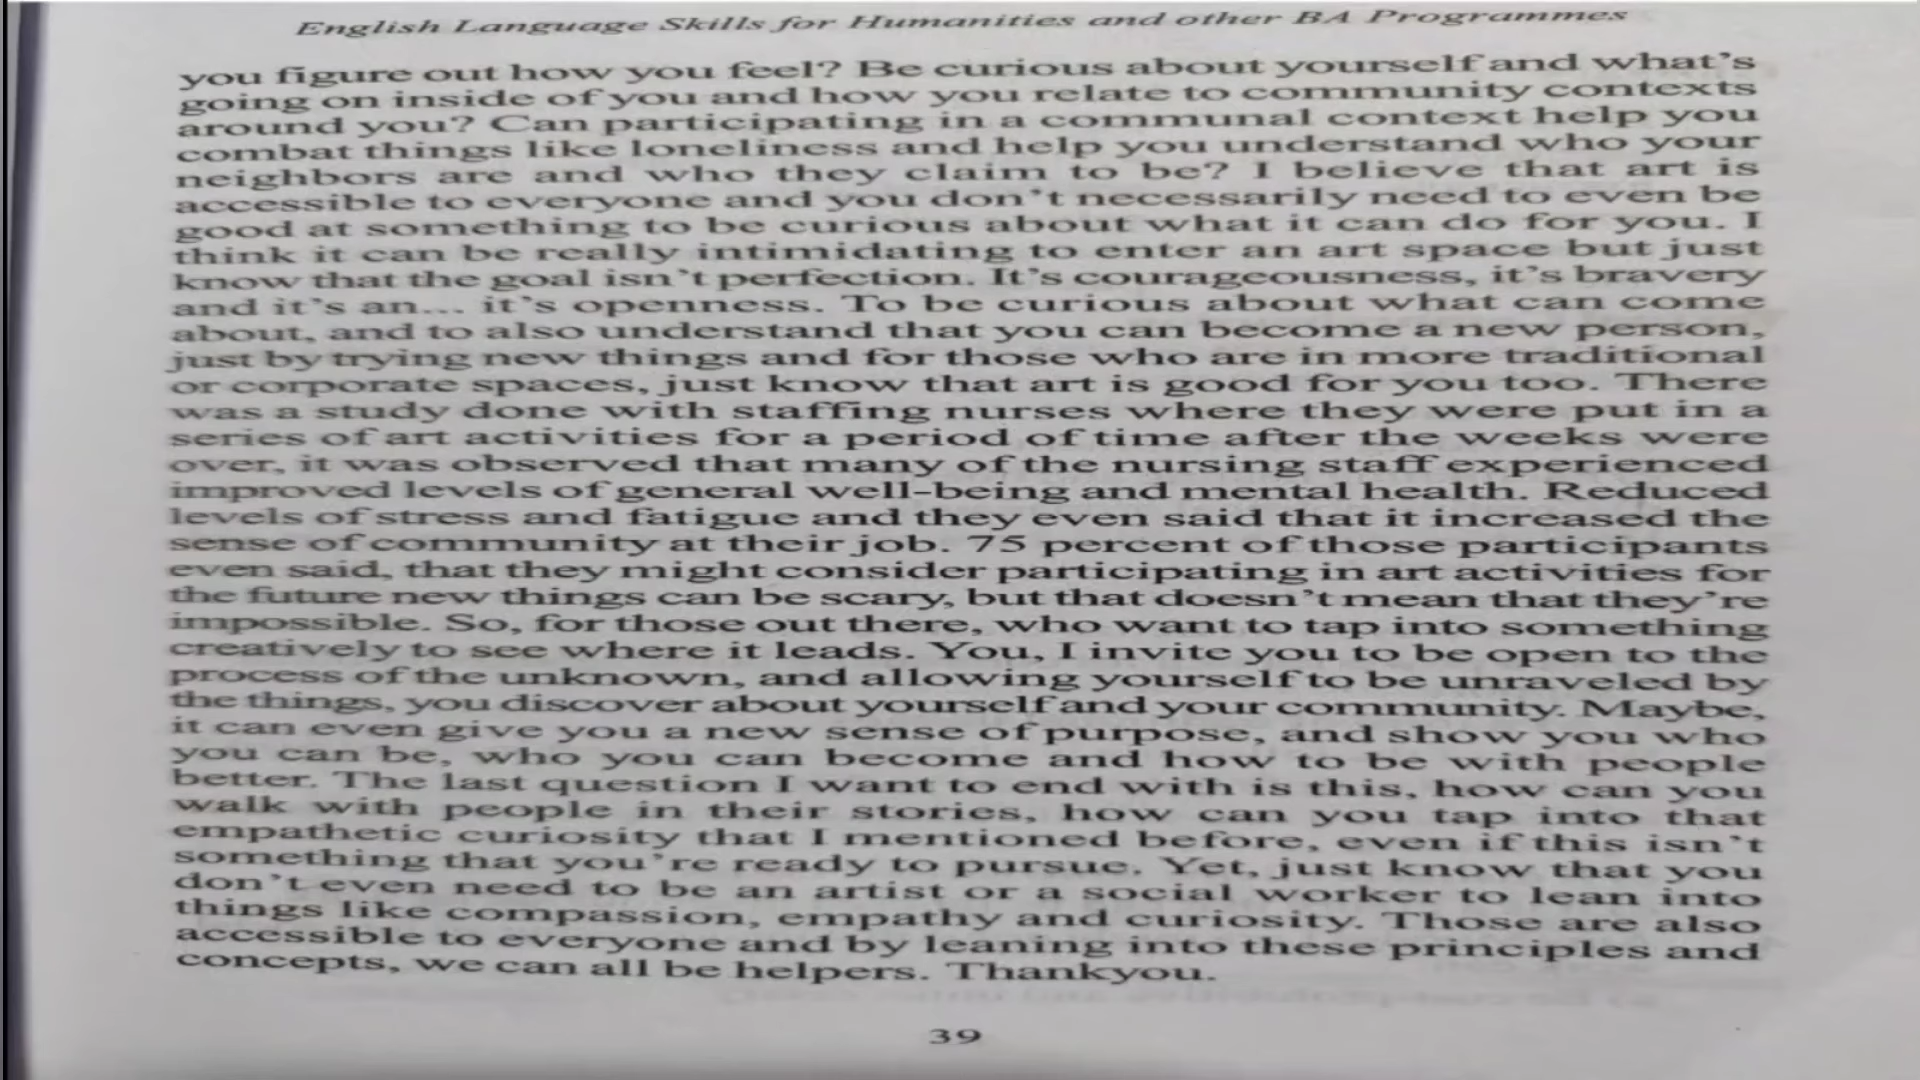 English Language Skills for Humanities and other BA Programmes
you figure out how you feel? Be curious about yourself and what's
going on inside of you and how you relate to community contexts
around you? Can participating in a communal context help you
combat things like loneliness and help you understand who your
neighbors are and who they claim to be? I believe that art is
accessible to everyone and you don't necessarily need to even be
good at something to be curious about what it can do for you. I
think it can be really intimidating to enter an art space but just
know that the goal isn't perfection. It's courageousness, it's bravery
and it's an... it's openness. To be curious about what can come
about, and to also understand that you can become a new person,
just by trying new things and for those who are in more traditional
or corporate spaces, just know that art is good for you too. There
was a study done with staffing nurses where they were put in a
series of art activities for a period of time after the weeks were
over, it was observed that many of the nursing staff experienced
improved levels of general well-being and mental health. Reduced
levels of stress and fatigue and they even said that it increased the
sense of community at their job. 75 percent of those participants
even said, that they might consider participating in art activities for
the future new things can be scary, but that doesn't mean that they're
impossible. So, for those out there, who want to tap into something
creatively to see where it leads. You, I invite you to be open to the
process of the unknown, and allowing yourself to be unraveled by
the things, you discover about yourself and your community. Maybe,
it can even give you a new sense of purpose, and show you who
you can be, who you can become and how to be with people
better. The last question I want to end with is this, how can you
walk with people in their stories, how can you tap into that
empathetic curiosity that I mentioned before, even if this isn't
something that you're ready to pursue. Yet, just know that you
don't even need to be an artist or a social worker to lean into
things like compassion, empathy and curiosity. Those are also
accessible to everyone and by leaning into these principles and
concepts, we can all be helpers. Thankyou.
39